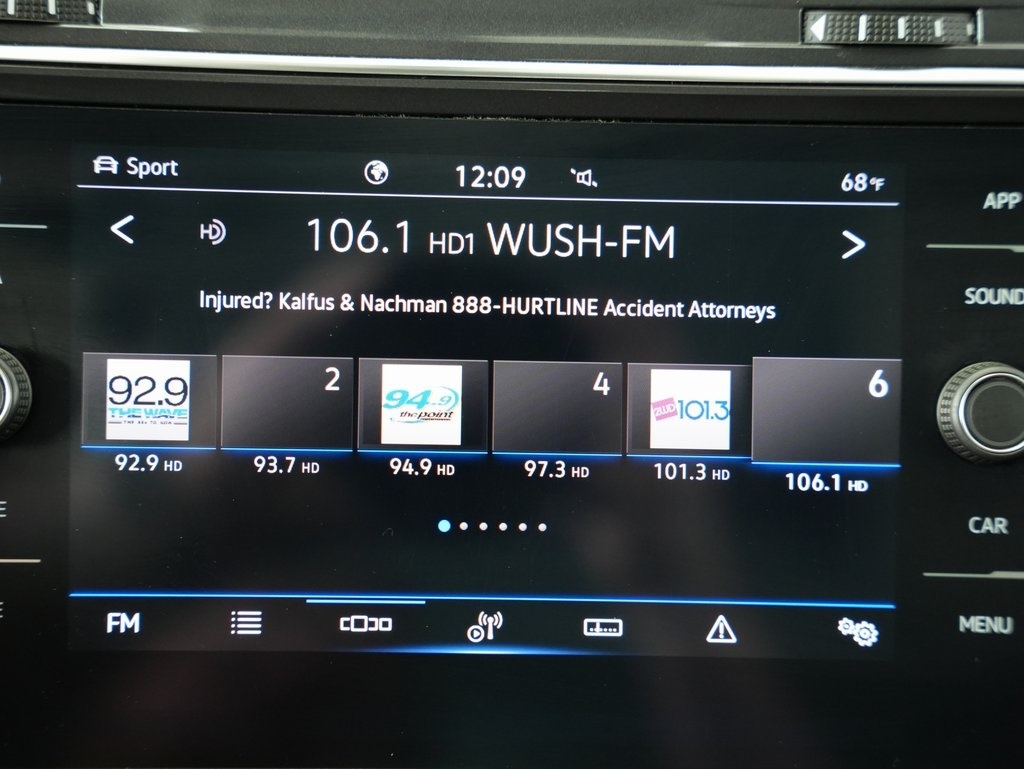 Sport
12:09
68°F
HD
106.1 HD1 WUSH-FM
Injured? Kalfus & Nachman 888-HURTLINE Accident Attorneys
92.9
THE WAVE
2
94.9
the point
4
2WD 101.3
6
92.9 HD
93.7 HD
94.9 HD
97.3 HD
101.3 HD
106.1 HD
FM
APP
SOUND
CAR
MENU